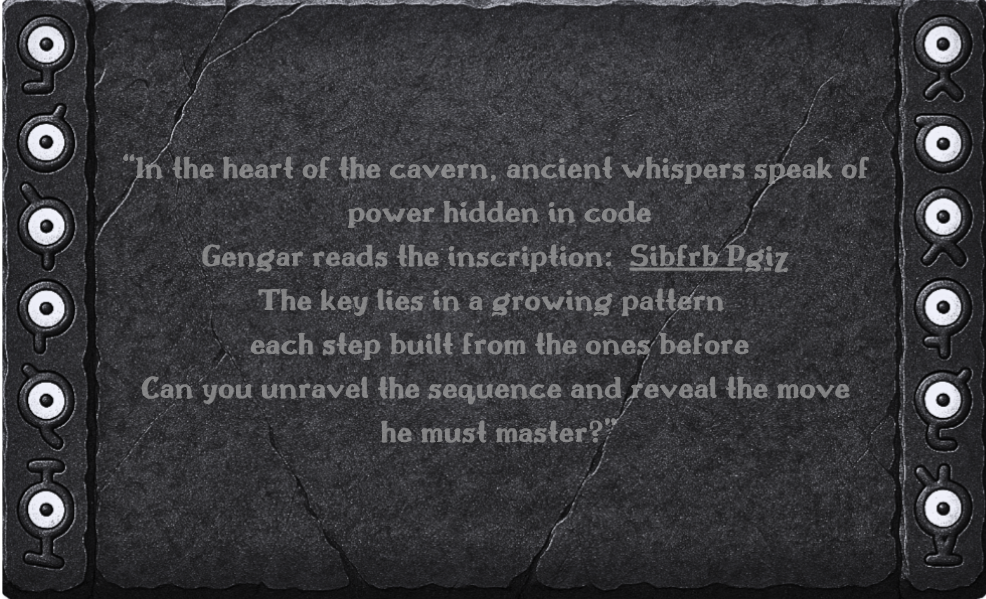 “In the heart of the cavern, ancient whispers speak of
power hidden in code
Gengar reads the inscription: Sibfrb Pgiz
The key lies in a growing pattern
each step built from the ones before
Can you unravel the sequence and reveal the move
he must master?”